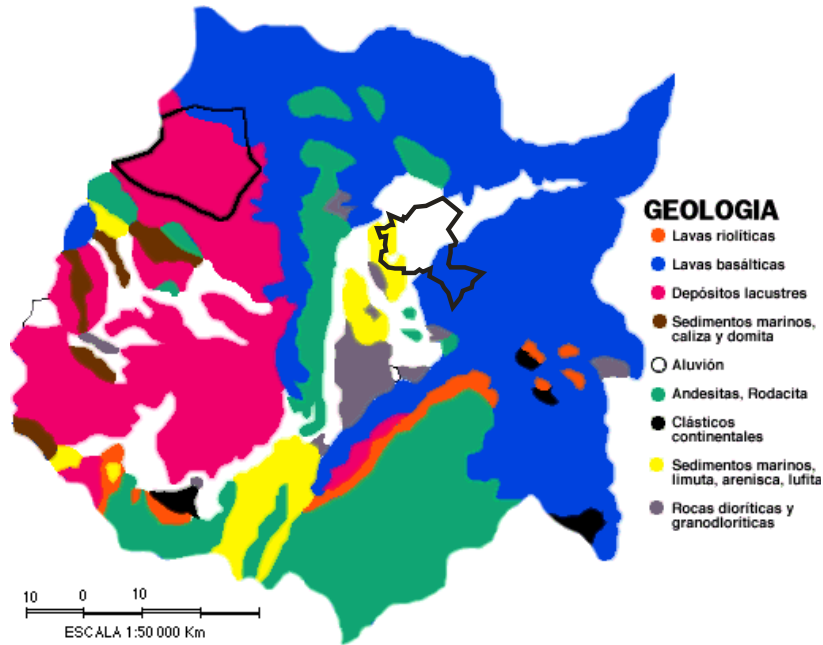 GEOLOGIA
Lavas riolíticas
Lavas basálticas
Depósitos lacustres
Sedimentos marinos,
caliza y domita
Aluvión
Andesitas, Rodacita
Clásticos
continentales
Sedimentos marinos,
limuta, arenisca, lufita
Rocas dioríticas y
granodloríticas
10 0 10
ESCALA 1:50 000 Km